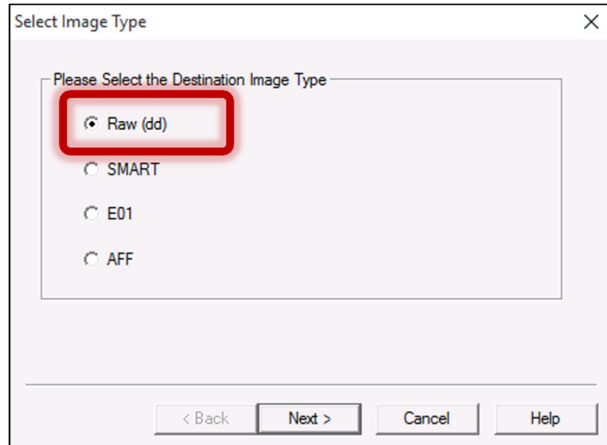 Select Image Type
Please Select the Destination Image Type
Raw (dd)
SMART
E01
AFF
< Back Next > Cancel Help